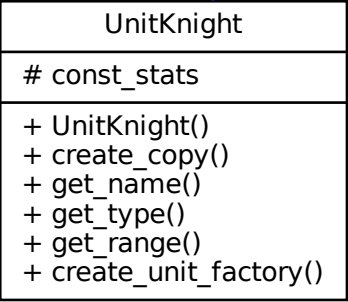 UnitKnight
# const_stats
+ UnitKnight()
+ create_copy()
+ get_name()
+ get_type()
+ get_range()
+ create_unit_factory()